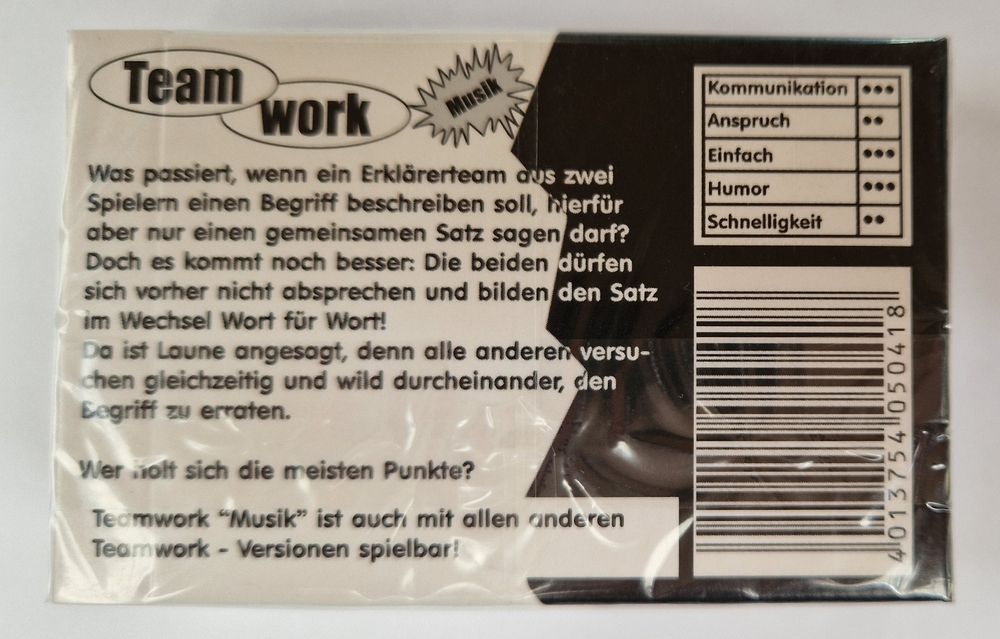 Team
work
Musik
Was passiert, wenn ein Erklärerteam aus zwei
Spielern einen Begriff beschreiben soll, hierfür
aber nur einen gemeinsamen Satz sagen darf?
Doch es kommt noch besser: Die beiden dürfen
sich vorher nicht absprechen und bilden den Satz
im Wechsel Wort für Wort!
Da ist Laune angesagt, denn alle anderen versu-
chen gleichzeitig und wild durcheinander, den
Begriff zu erraten.
Wer holt sich die meisten Punkte?
Teamwork "Musik" ist auch mit allen anderen
Teamwork - Versionen spielbar!
Kommunikation •••
Anspruch ••
Einfach •••
Humor •••
Schnelligkeit ••
4013754050418